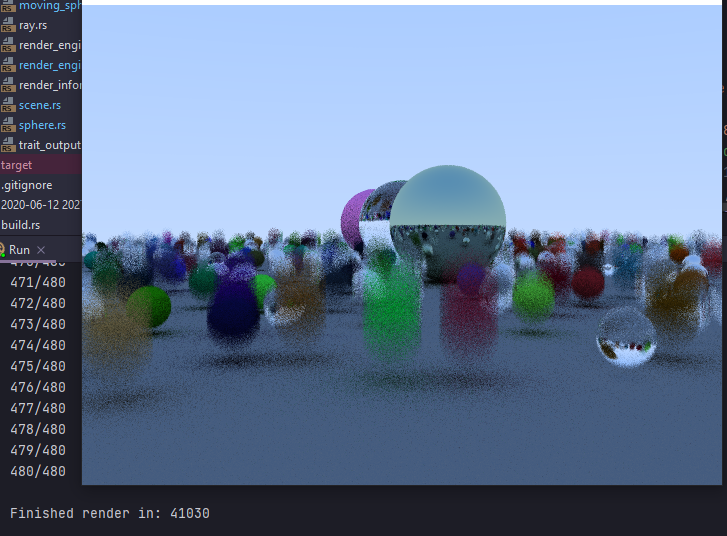 moving_sph
ray.rs
render_engi
render_engi
render_infor
scene.rs
sphere.rs
trait_output
target
.gitignore
2020-06-12 202
build.rs
Run ×
470/480
471/480
472/480
473/480
474/480
475/480
476/480
477/480
478/480
479/480
480/480
Finished render in: 41030